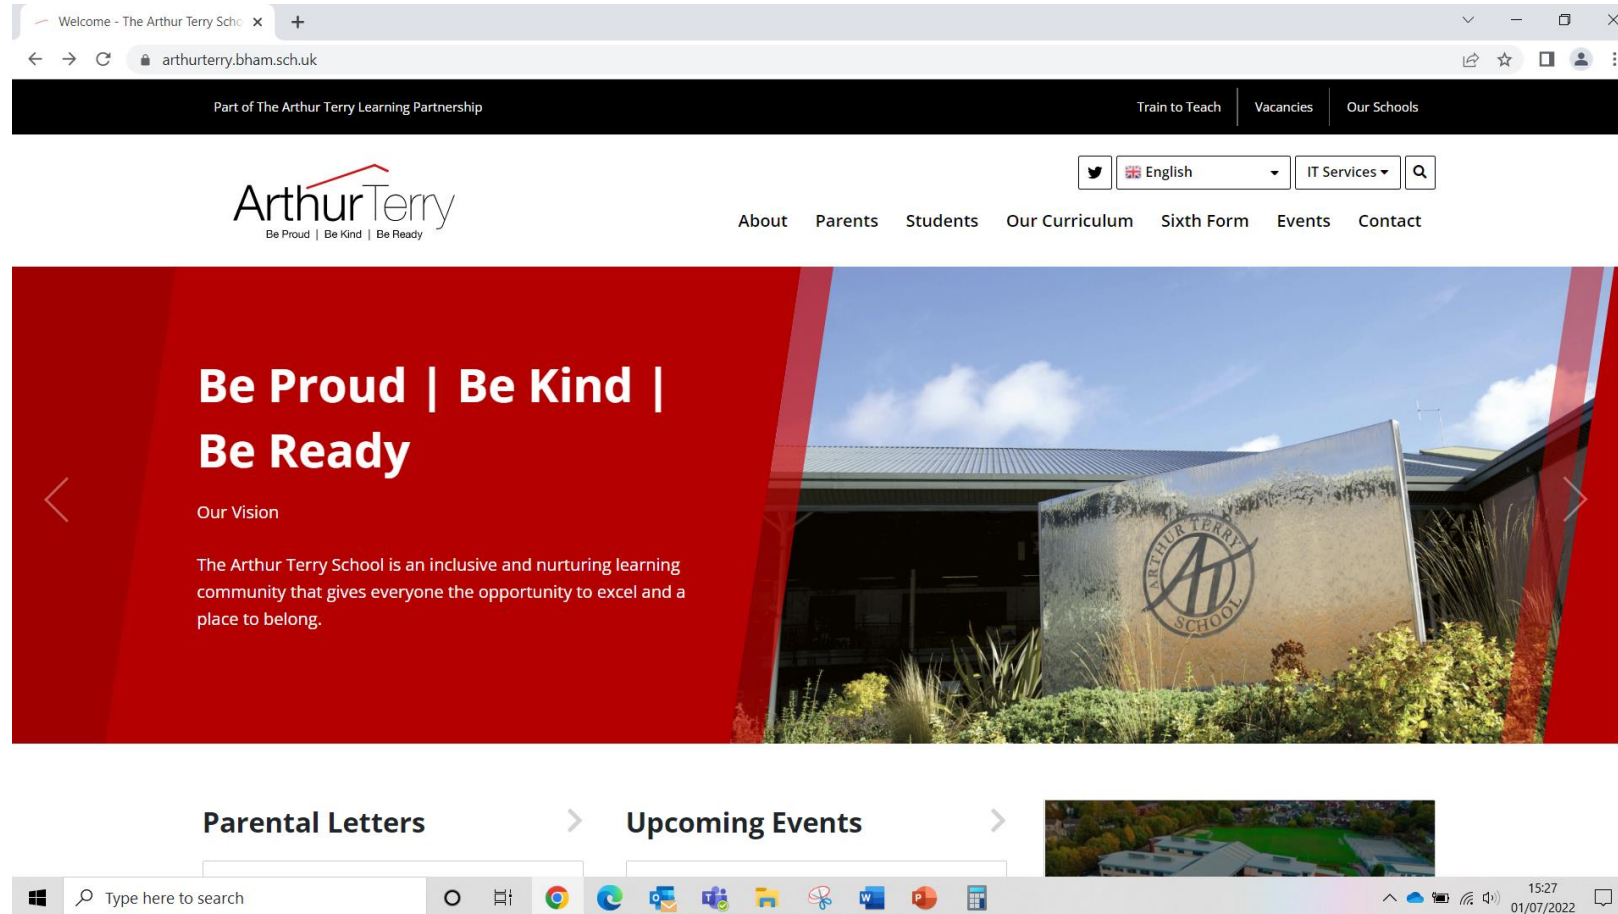 Welcome - The Arthur Terry Scho
arthurterry.bham.sch.uk
Part of The Arthur Terry Learning Partnership
Train to Teach
Vacancies
Our Schools
ArthurTerry
Be Proud | Be Kind | Be Ready
English
IT Services
About
Parents
Students
Our Curriculum
Sixth Form
Events
Contact
Be Proud | Be Kind |
Be Ready
Our Vision
The Arthur Terry School is an inclusive and nurturing learning
community that gives everyone the opportunity to excel and a
place to belong.
ARTHUR TERRY
AT
SCHOOL
Parental Letters
Upcoming Events
Type here to search
15:27
01/07/2022